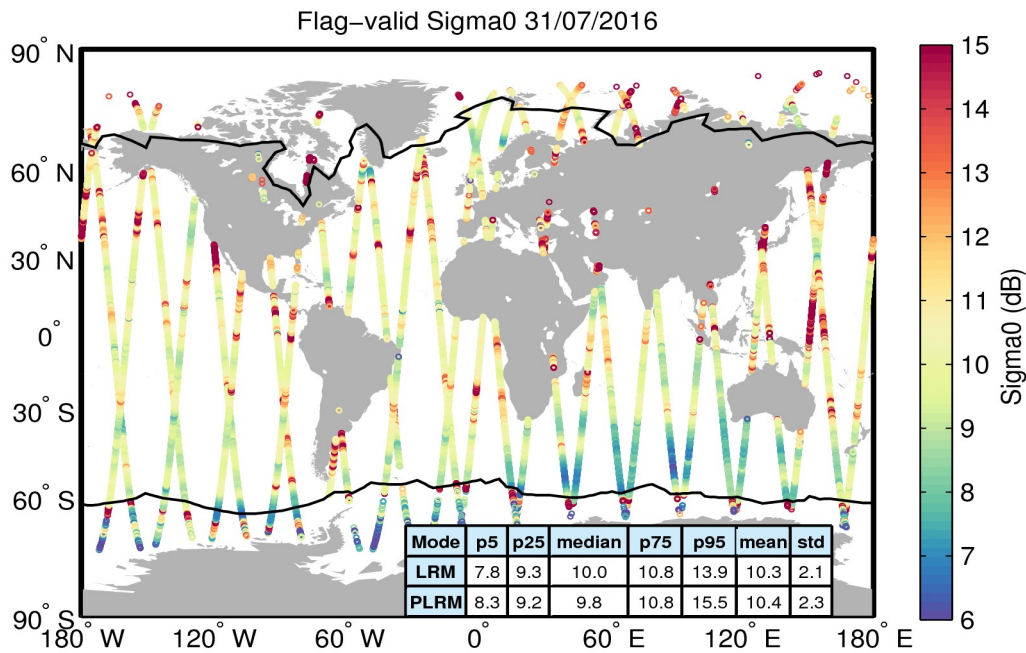 Flag−valid Sigma0 31/07/2016
90° N
60° N
30° N
0°
30° S
60° S
90° S
180° W
120° W
60° W
0°
60° E
120° E
180° E
15
14
13
12
11
10
9
8
7
6
Sigma0 (dB)
Mode p5 p25 median p75 p95 mean std
LRM 7.8 9.3 10.0 10.8 13.9 10.3 2.1
PLRM 8.3 9.2 9.8 10.8 15.5 10.4 2.3